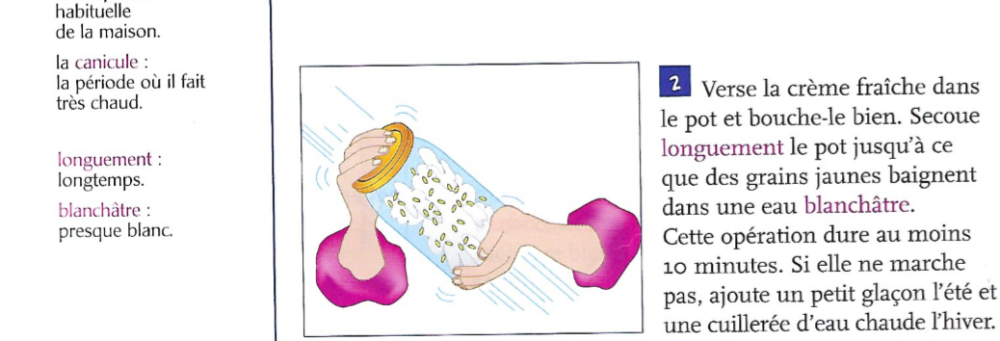 habituelle
de la maison.
la canicule :
la période où il fait
très chaud.
longuement :
longtemps.
blanchâtre :
presque blanc.
2 Verse la crème fraîche dans
le pot et bouche-le bien. Secoue
longuement le pot jusqu'à ce
que des grains jaunes baignent
dans une eau blanchâtre.
Cette opération dure au moins
10 minutes. Si elle ne marche
pas, ajoute un petit glaçon l'été et
une cuillerée d'eau chaude l'hiver.